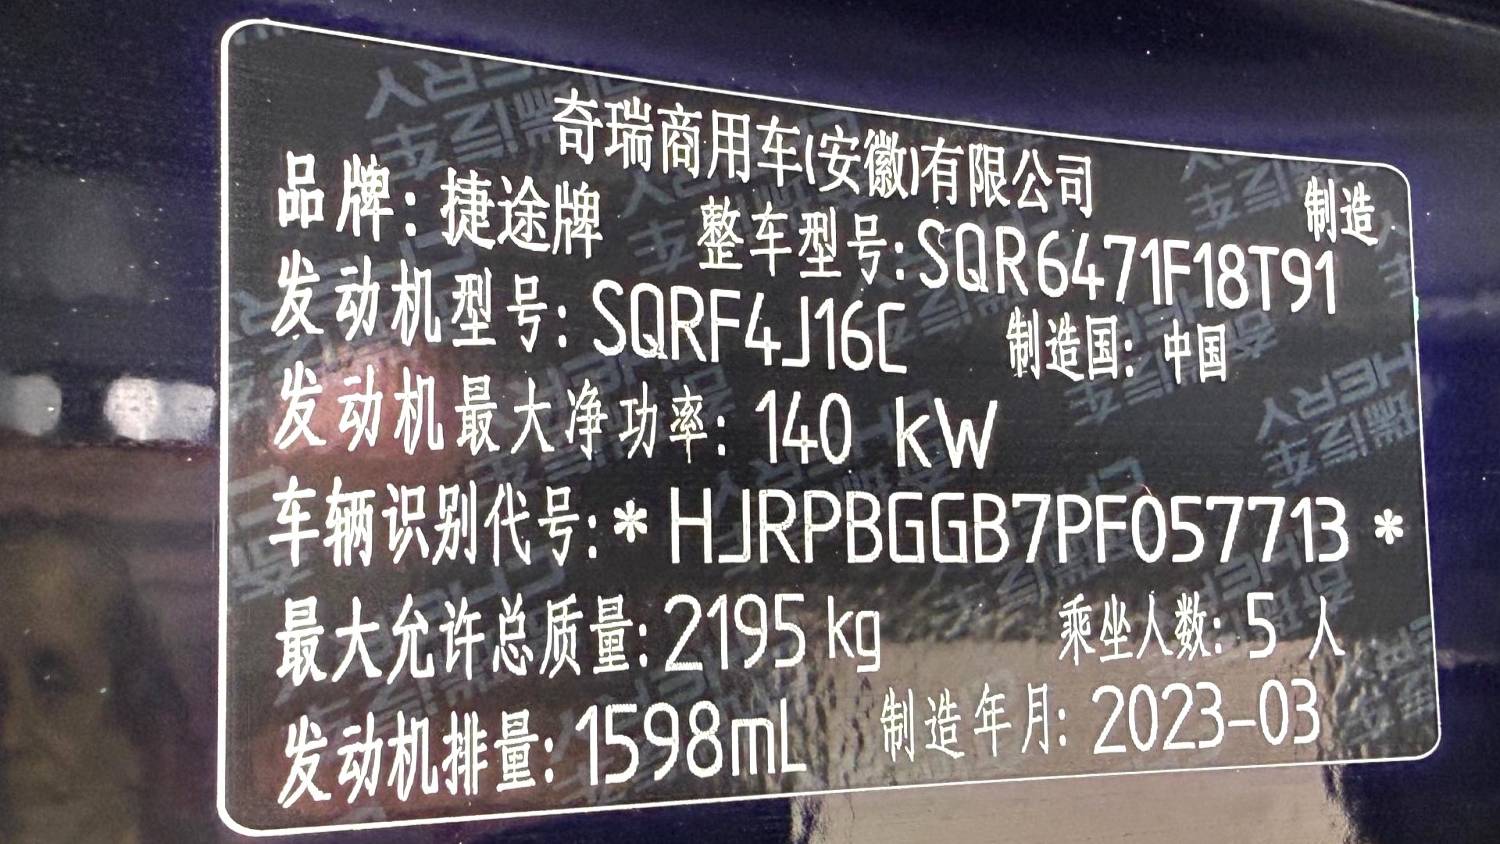 奇瑞商用车(安徽)有限公司 制造
品牌：捷途牌 整车型号：SQR6471F18T91
发动机型号：SQRF4J16C 制造国：中国
发动机最大净功率：140 kW
车辆识别代号：*HJRPBGGB7PF057713*
最大允许总质量：2195 kg 乘坐人数：5 人
发动机排量：1598mL 制造年月：2023-03